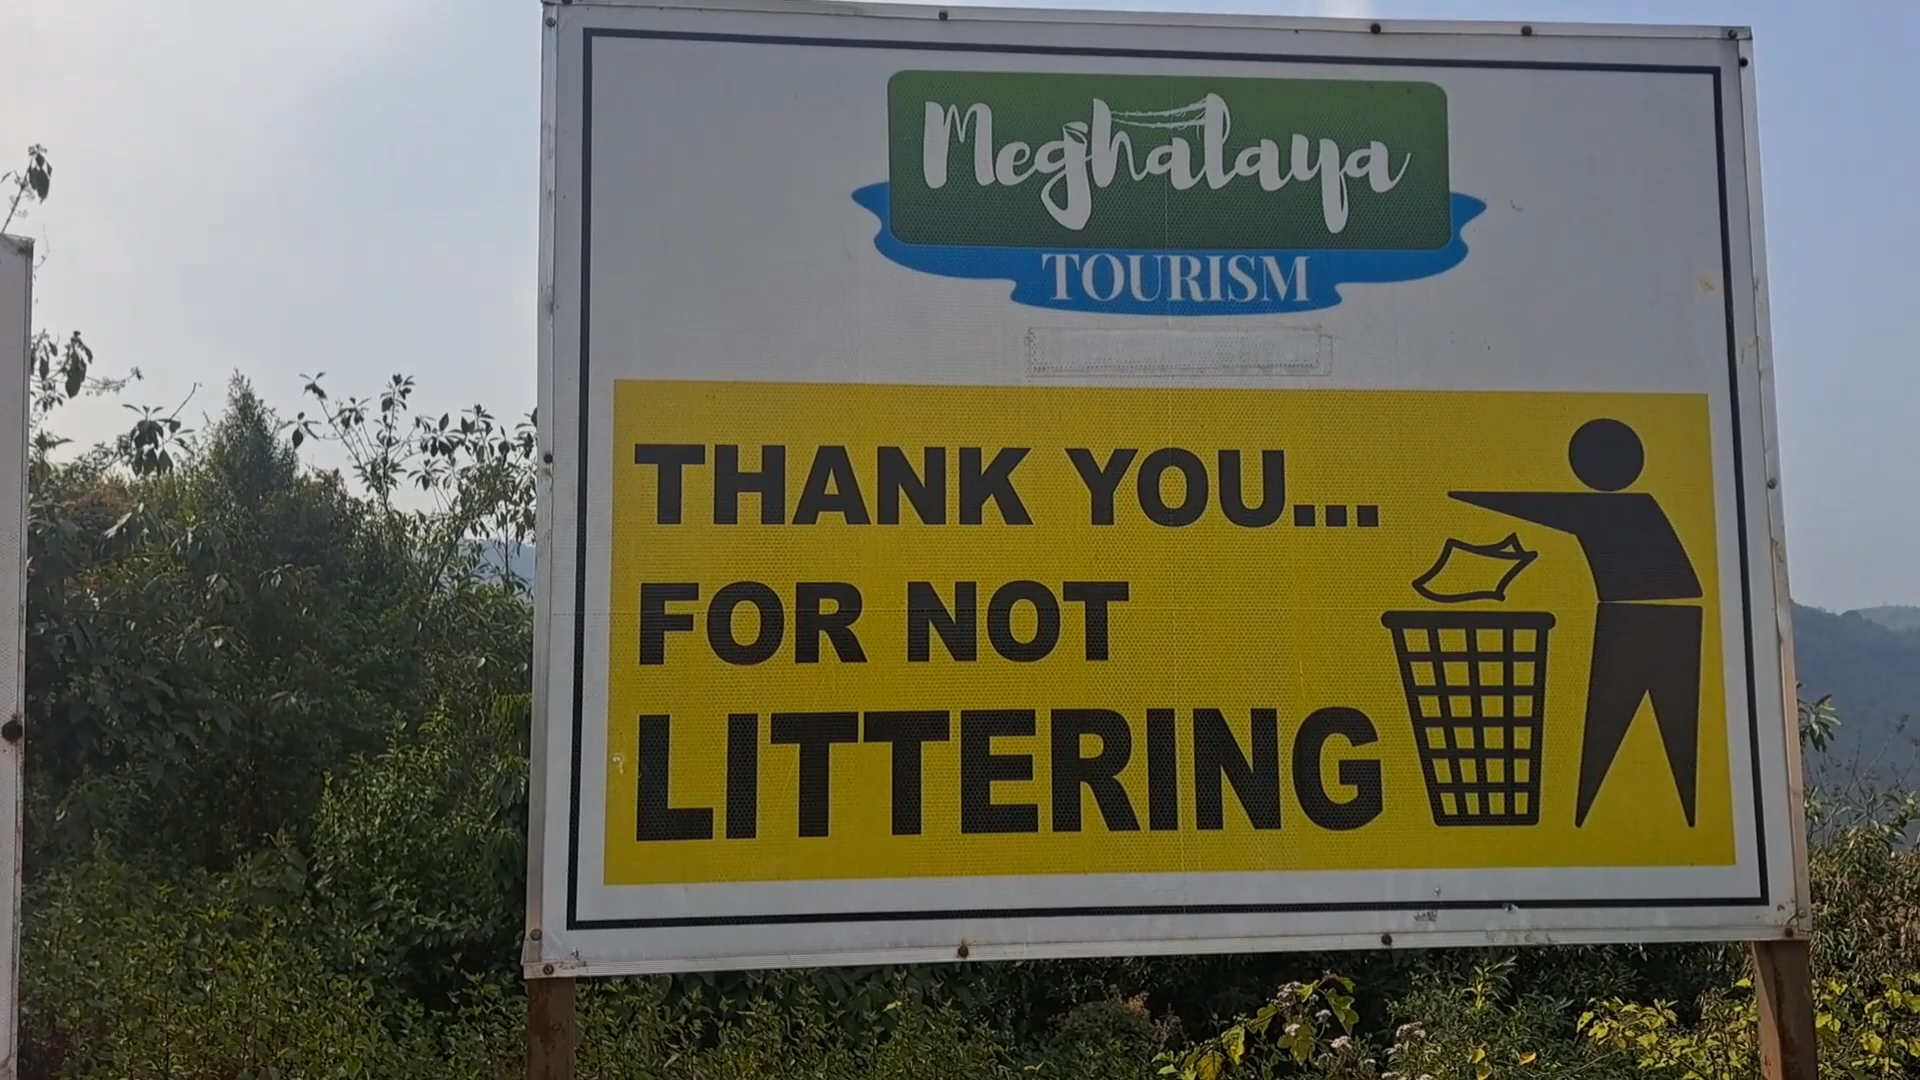 Meghalaya
TOURISM
THANK YOU...
FOR NOT
LITTERING